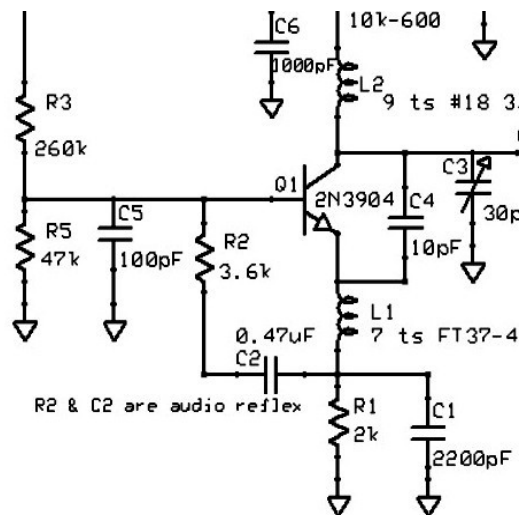 10k-600
C6
1000pF
L2
9 ts #18 3.
R3
260k
Q1
2N3904
C3
C4
30p
R5
47k
C5
100pF
R2
3.6k
10pF
L1
7 ts FT37-4
0.47uF
C2
R2 & C2 are audio reflex
R1
2k
C1
2200pF